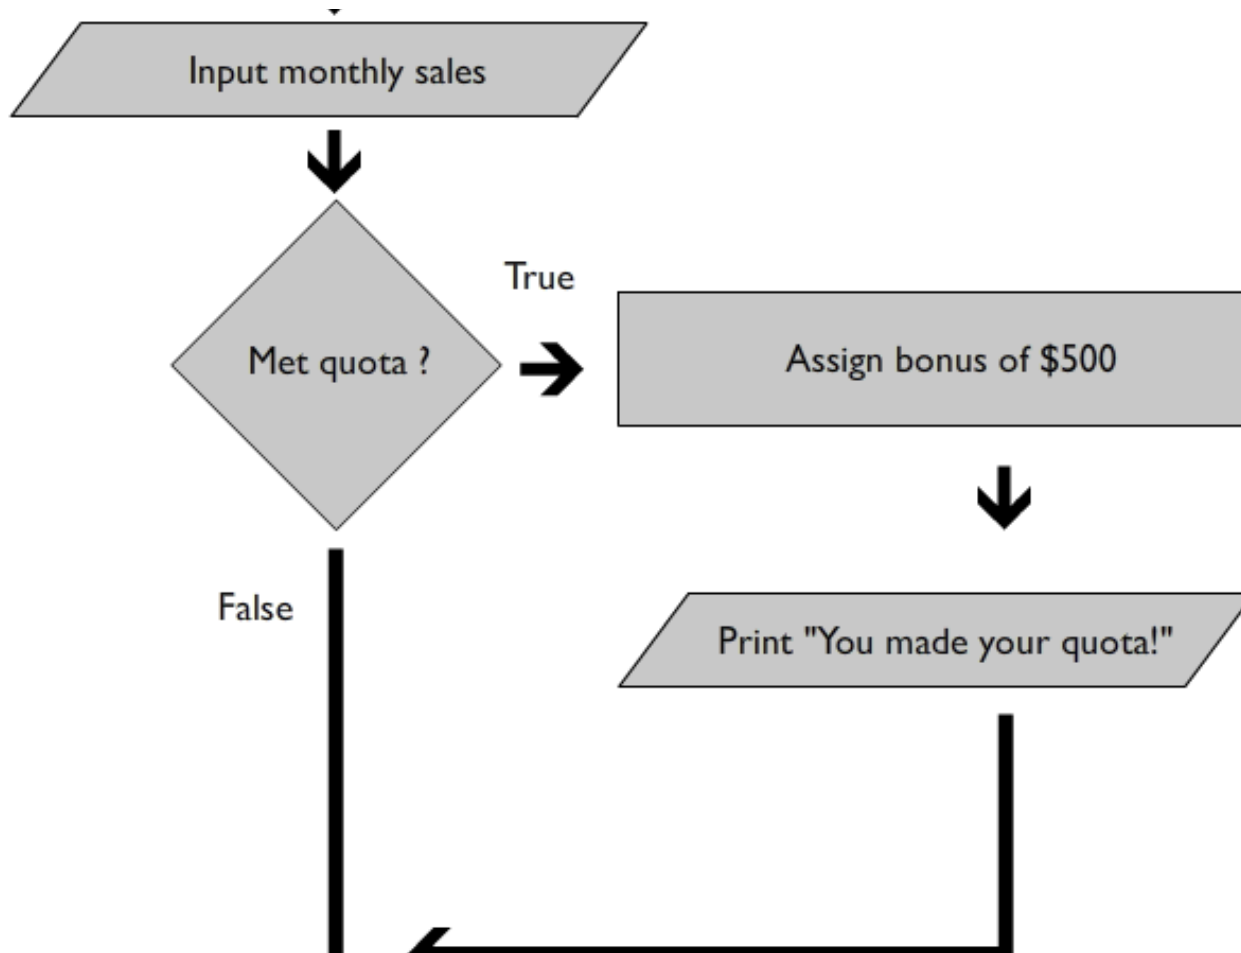 Input monthly sales
True
Met quota ?
Assign bonus of $500
False
Print "You made your quota!"